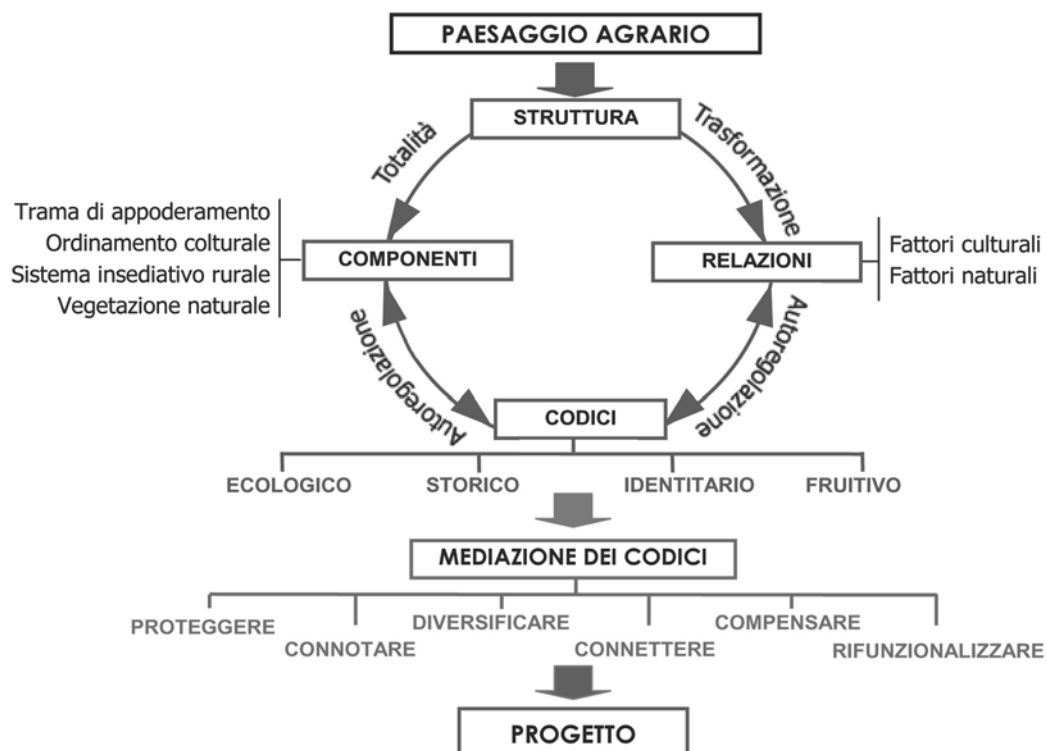 PAESAGGIO AGRARIO
STRUTTURA
Totalità
Trasformazione
Trama di appoderamento
Ordinamento colturale
Sistema insediativo rurale
Vegetazione naturale
COMPONENTI
RELAZIONI
Fattori culturali
Fattori naturali
Autoregolazione
Autoregolazione
CODICI
ECOLOGICO
STORICO
IDENTITARIO
FRUITIVO
MEDIAZIONE DEI CODICI
PROTEGGERE
CONNOTARE
DIVERSIFICARE
CONNETTERE
COMPENSARE
RIFUNZIONALIZZARE
PROGETTO